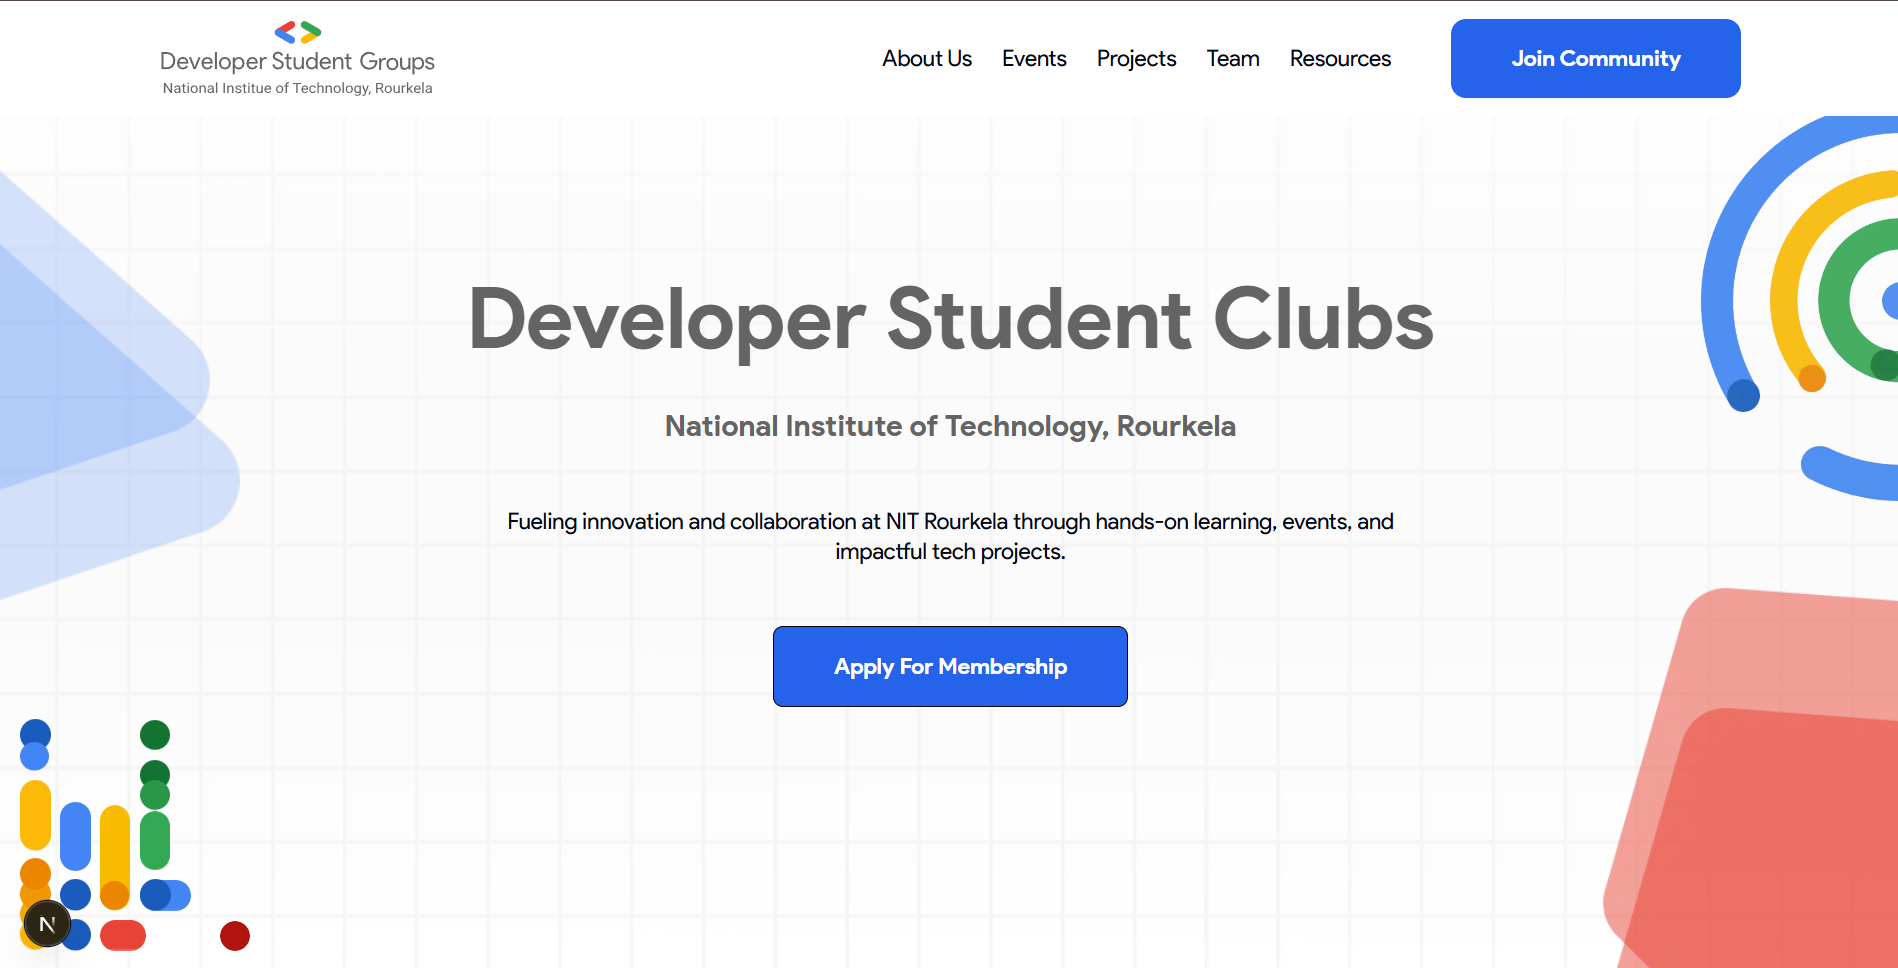 Developer Student Groups
National Institue of Technology, Rourkela
About Us Events Projects Team Resources Join Community
Developer Student Clubs
National Institute of Technology, Rourkela
Fueling innovation and collaboration at NIT Rourkela through hands-on learning, events, and
impactful tech projects.
Apply For Membership
N